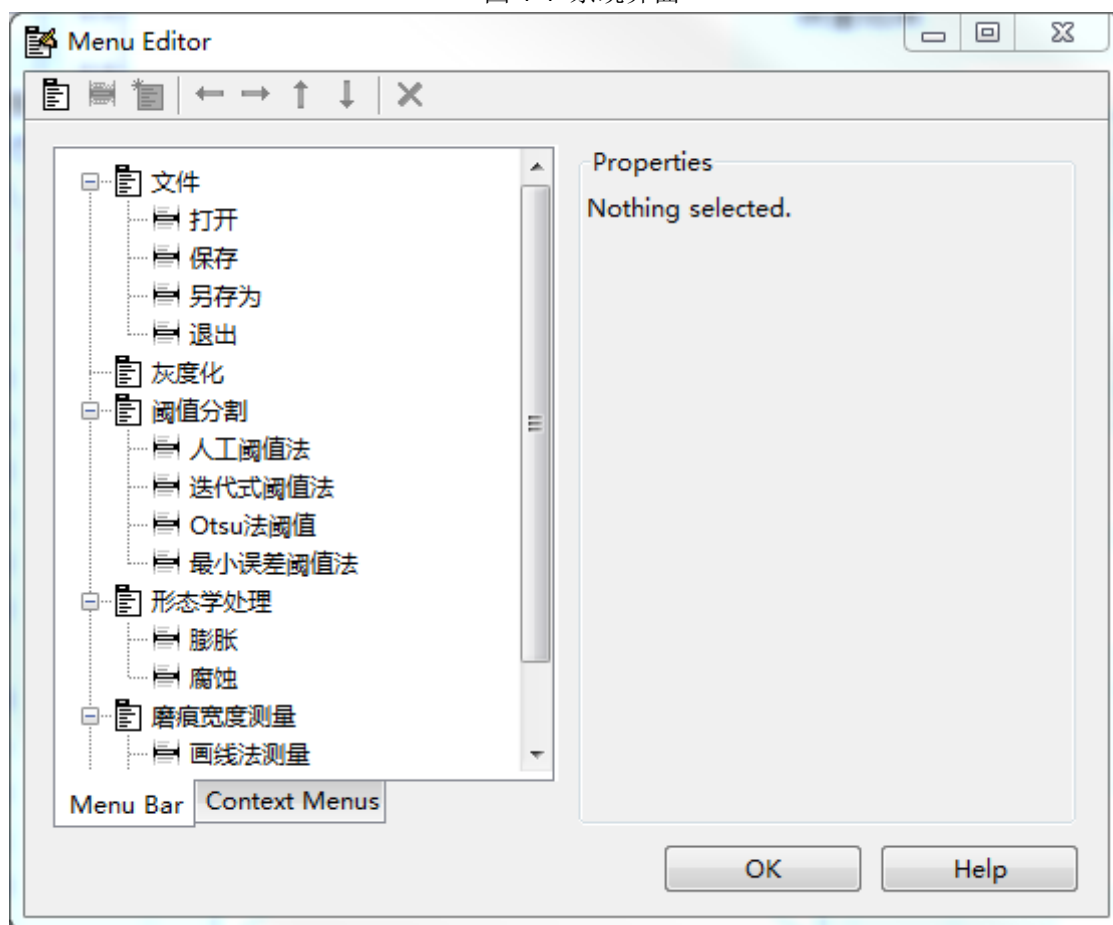 Menu Editor
文件
打开
保存
另存为
退出
灰度化
阈值分割
人工阈值法
迭代式阈值法
Otsu法阈值
最小误差阈值法
形态学处理
膨胀
腐蚀
磨痕宽度测量
画线法测量
Menu Bar
Context Menus
Properties
Nothing selected.
OK
Help